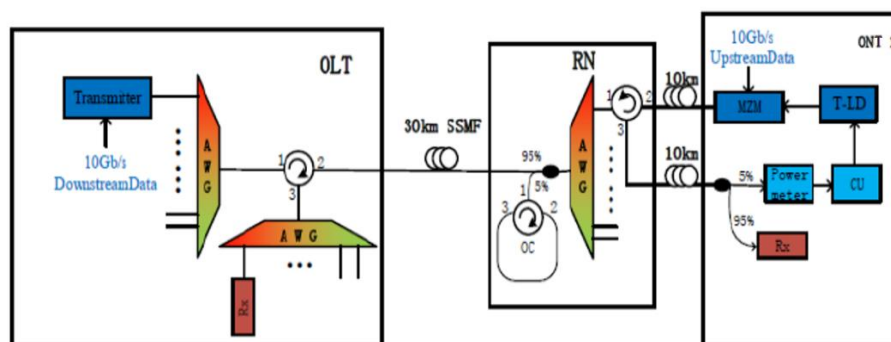 OLT
Transmitter
10Gb/s
DownstreamData
A
W
G
1
2
3
A W G
Rx
30km SSMF
RN
95%
5%
1
3
2
OC
A
W
G
1
2
3
10km
10km
ONT
10Gb/s
UpstreamData
MZM
T-LD
5%
Power
meter
CU
95%
Rx